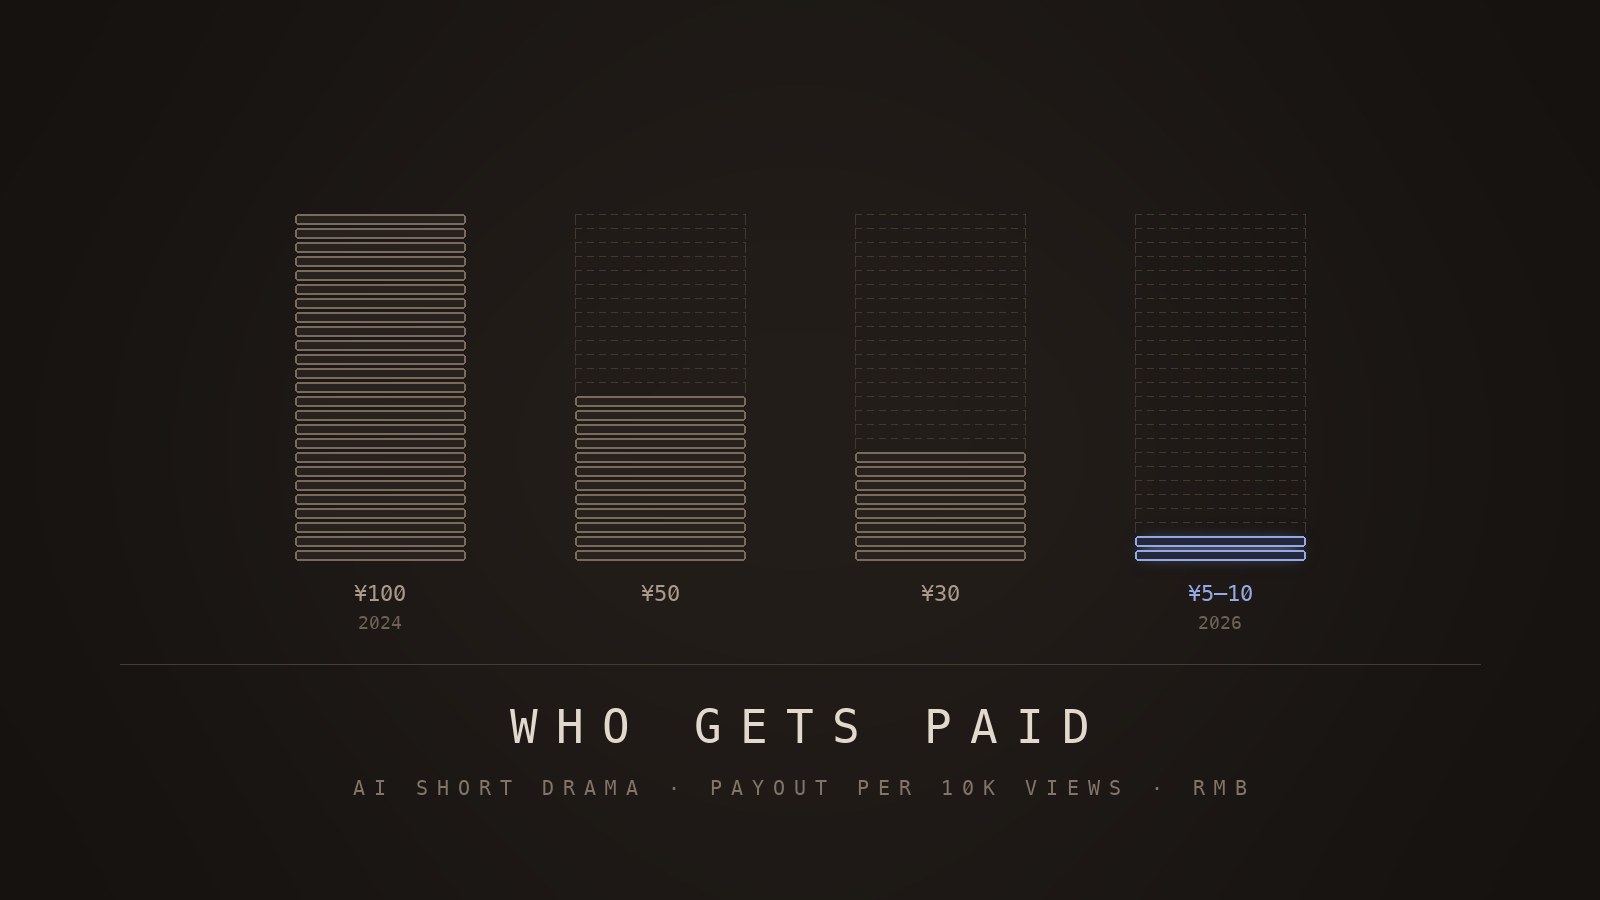 ¥100 ¥50 ¥30 ¥5–10
2024 2026
WHO GETS PAID
AI SHORT DRAMA · PAYOUT PER 10K VIEWS · RMB